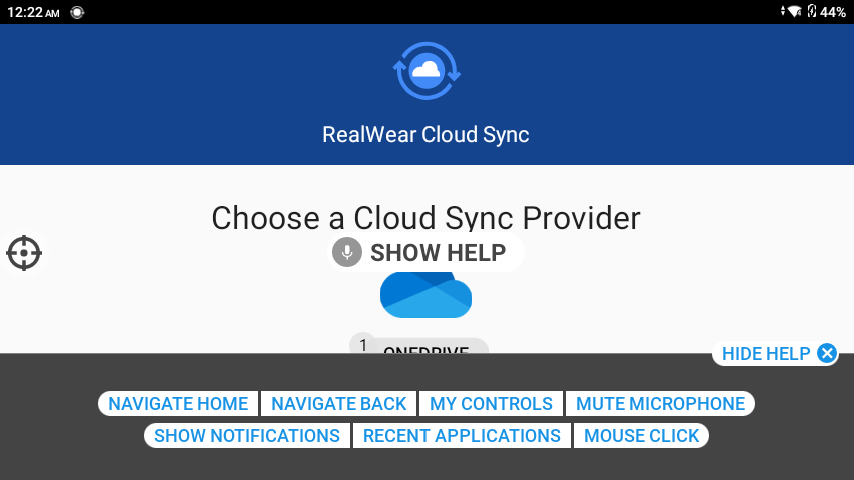 12:22 AM 44%
RealWear Cloud Sync
Choose a Cloud Sync Provider
SHOW HELP
1 ONEDRIVE
HIDE HELP
NAVIGATE HOME NAVIGATE BACK MY CONTROLS MUTE MICROPHONE
SHOW NOTIFICATIONS RECENT APPLICATIONS MOUSE CLICK